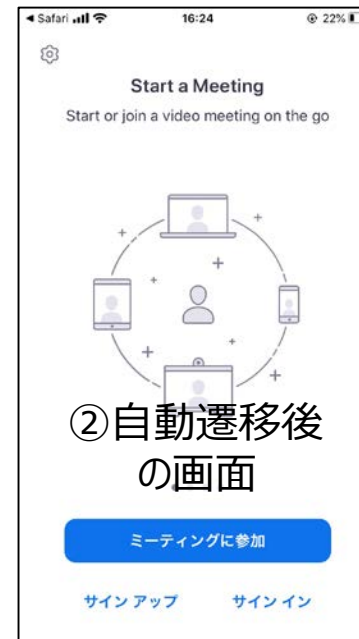 ◀ Safari 16:24 22%
Start a Meeting
Start or join a video meeting on the go
②自動遷移後
の画面
ミーティングに参加
サイン アップ サイン イン